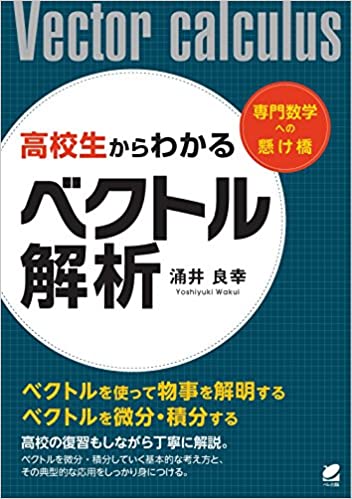 Vector calculus
専門数学
への
懸け橋
高校生からわかる
ベクトル
解析
涌井 良幸
Yoshiyuki Wakui
ベクトルを使って物事を解明する
ベクトルを微分・積分する
高校の復習もしながら丁寧に解説。
ベクトルを微分・積分していく基本的な考え方と、
その典型的な応用をしっかり身につける。
ベレ出版